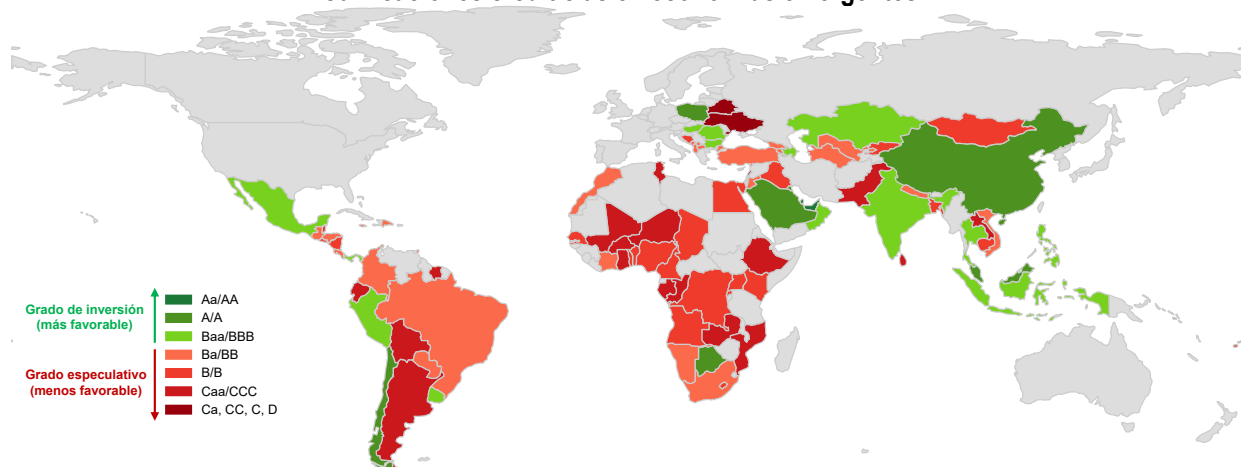 Grado de inversión
(más favorable)
Grado especulativo
(menos favorable)
Aa/AA
A/A
Baa/BBB
Ba/BB
B/B
Caa/CCC
Ca, CC, C, D